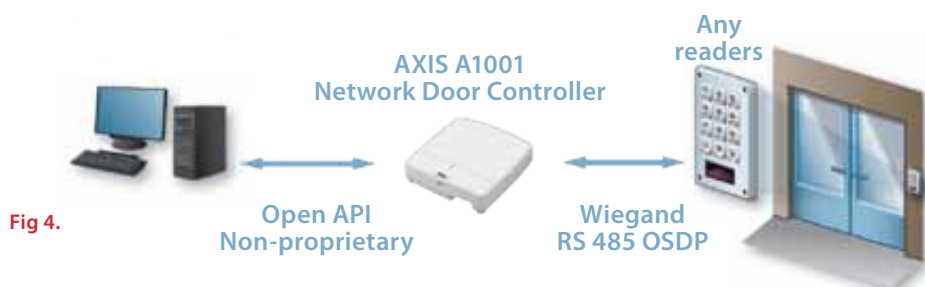 Any
readers
AXIS A1001
Network Door Controller
Open API
Non-proprietary
Wiegand
RS 485 OSDP
Fig 4.